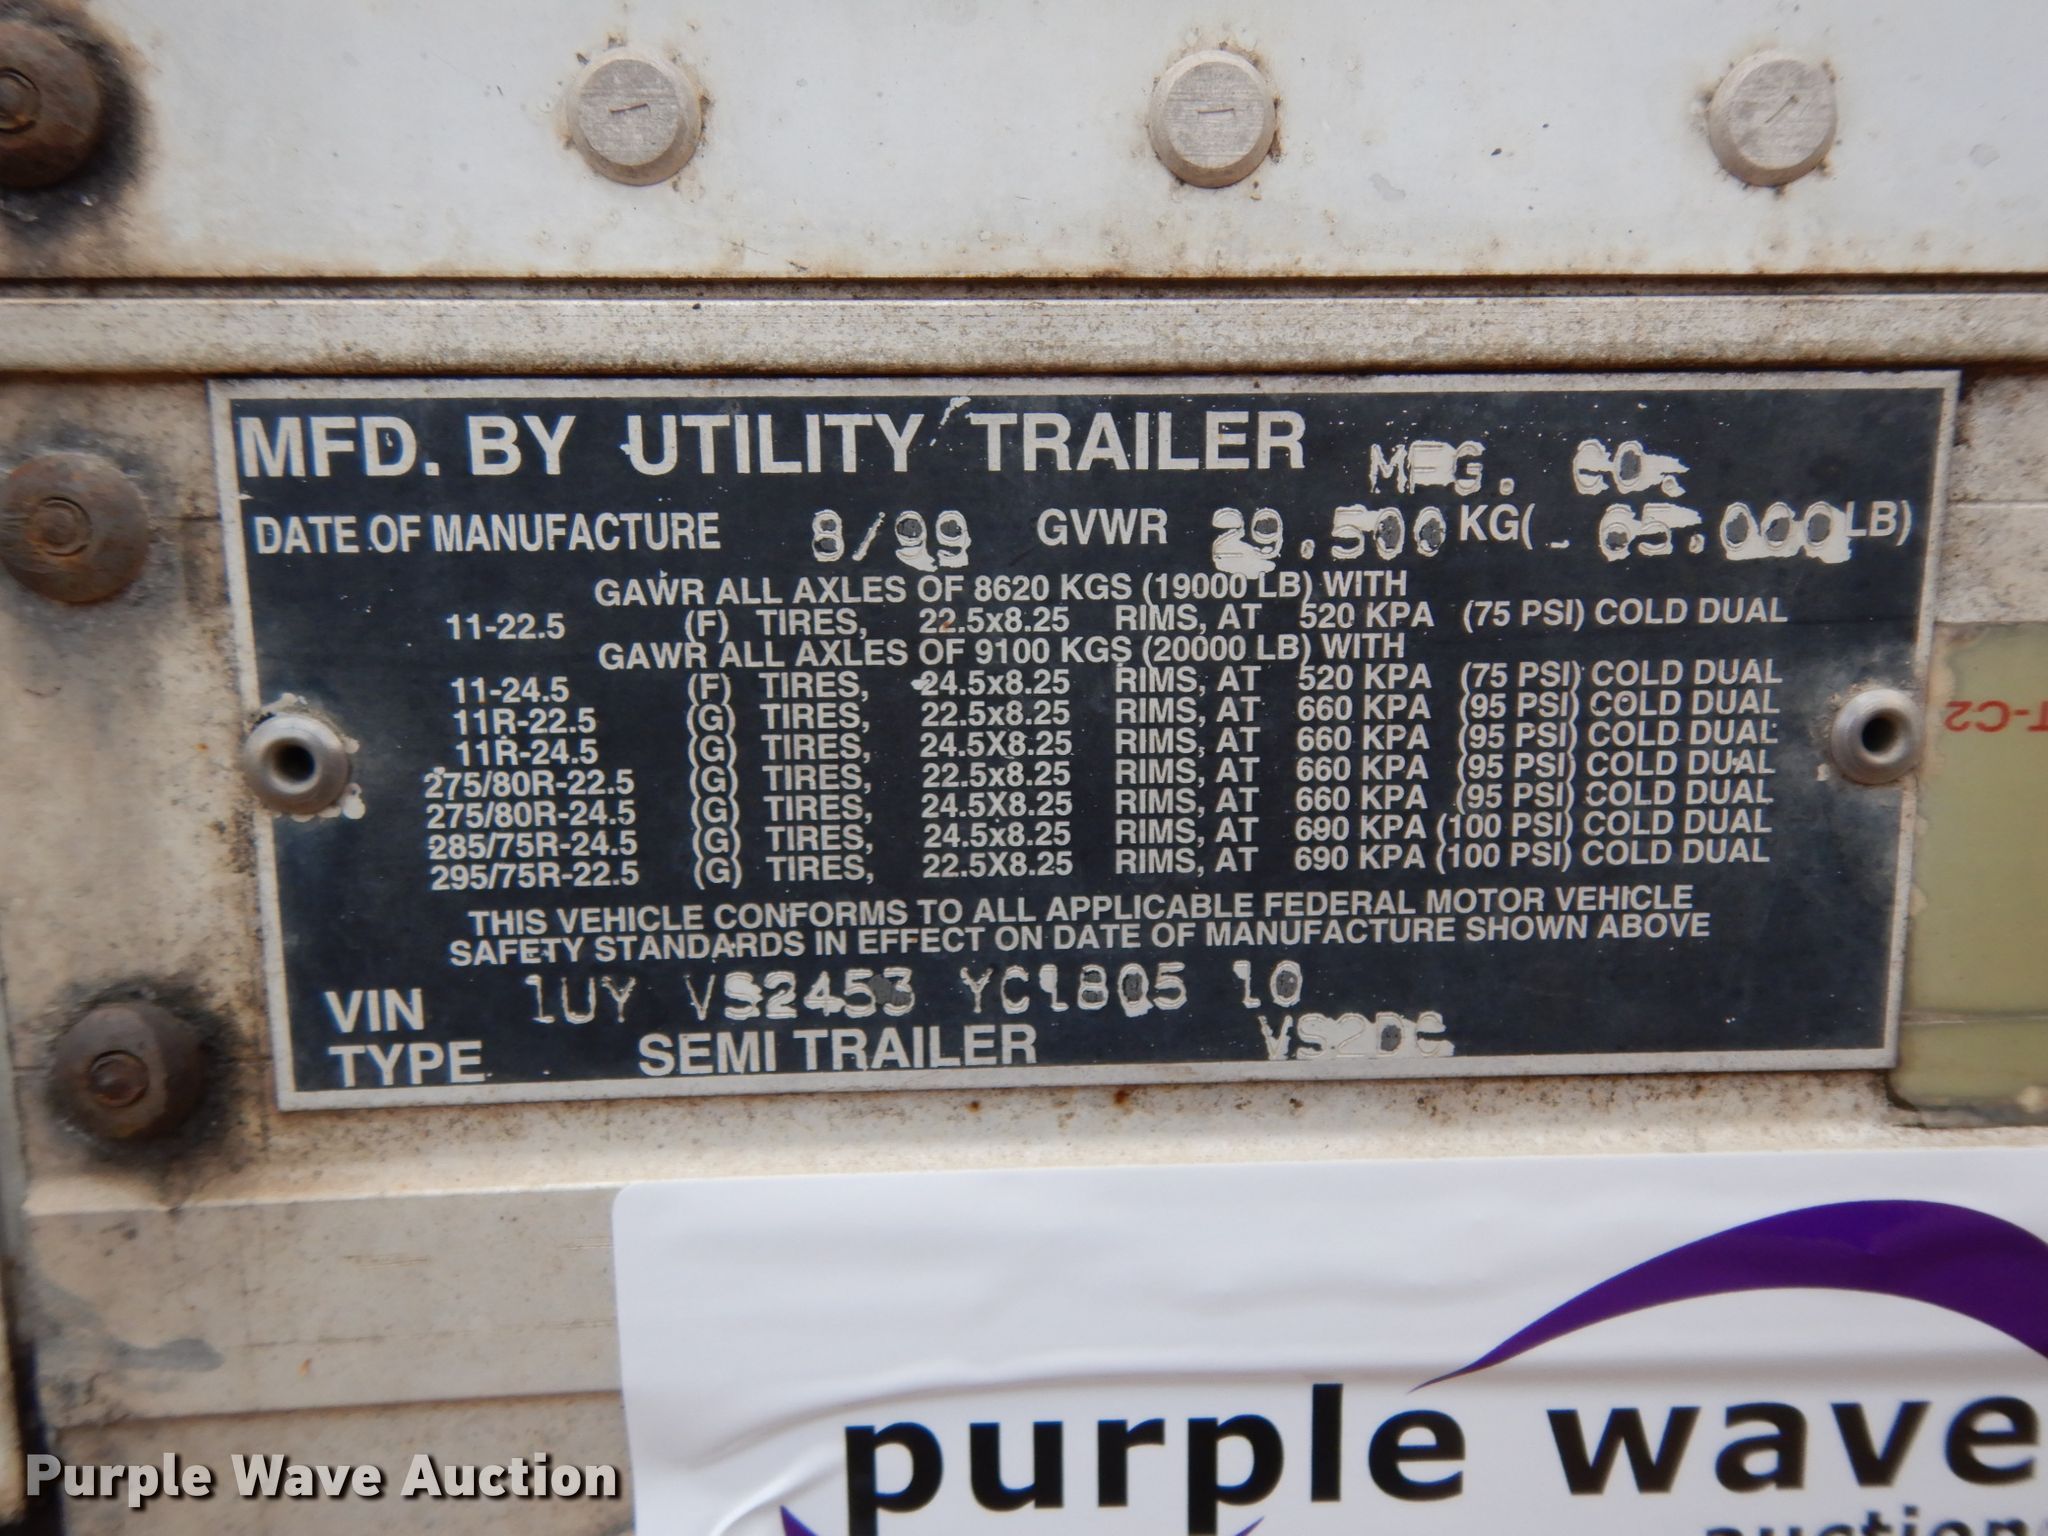 MFD. BY UTILITY TRAILER MFG. CO.
DATE OF MANUFACTURE 8/99 GVWR 29.500 KG( 65.000 LB)
GAWR ALL AXLES OF 8620 KGS (19000 LB) WITH
11-22.5 (F) TIRES, 22.5x8.25 RIMS, AT 520 KPA (75 PSI) COLD DUAL
GAWR ALL AXLES OF 9100 KGS (20000 LB) WITH
11-24.5 (F) TIRES, 24.5x8.25 RIMS, AT 520 KPA (75 PSI) COLD DUAL
11R-22.5 (G) TIRES, 22.5x8.25 RIMS, AT 660 KPA (95 PSI) COLD DUAL
11R-24.5 (G) TIRES, 24.5X8.25 RIMS, AT 660 KPA (95 PSI) COLD DUAL
275/80R-22.5 (G) TIRES, 22.5x8.25 RIMS, AT 660 KPA (95 PSI) COLD DUAL
275/80R-24.5 (G) TIRES, 24.5X8.25 RIMS, AT 660 KPA (95 PSI) COLD DUAL
285/75R-24.5 (G) TIRES, 24.5x8.25 RIMS, AT 690 KPA (100 PSI) COLD DUAL
295/75R-22.5 (G) TIRES, 22.5X8.25 RIMS, AT 690 KPA (100 PSI) COLD DUAL
THIS VEHICLE CONFORMS TO ALL APPLICABLE FEDERAL MOTOR VEHICLE
SAFETY STANDARDS IN EFFECT ON DATE OF MANUFACTURE SHOWN ABOVE
VIN 1UY VS2453 YC1805 10
TYPE SEMI TRAILER VS2DC
T-C2
purple wave
auction
Purple Wave Auction